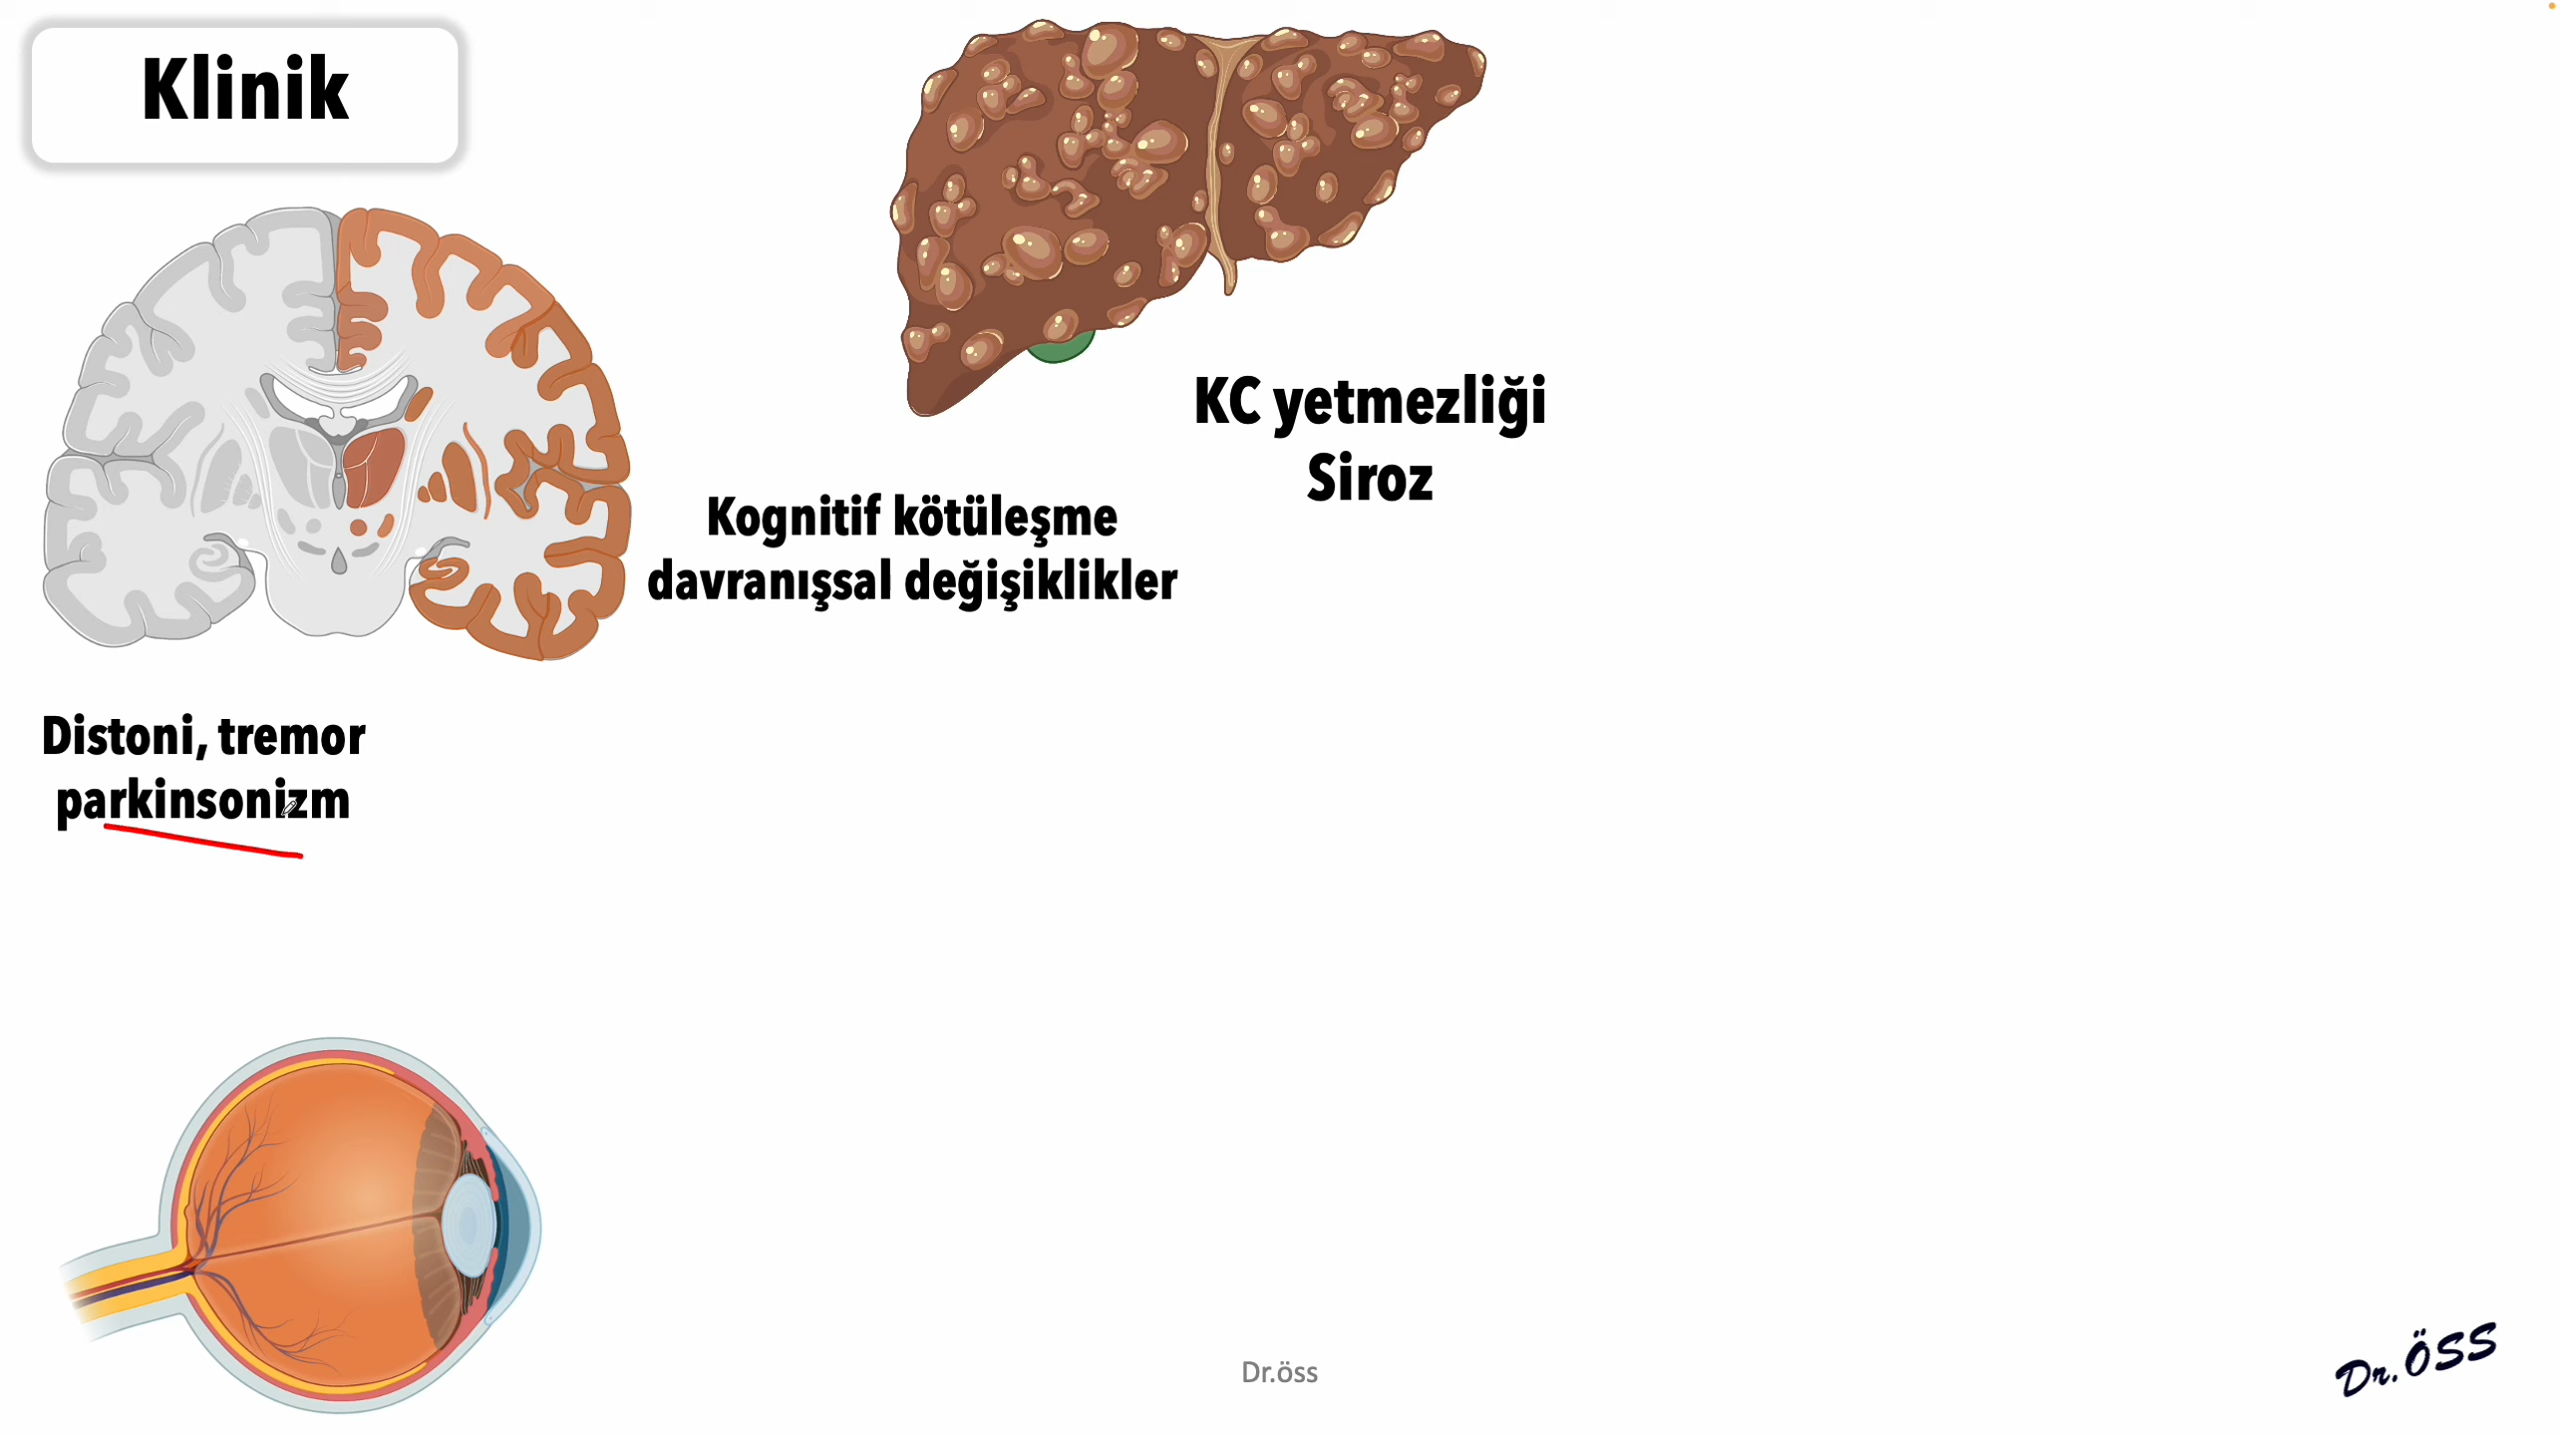 Klinik
KC yetmezliği
Siroz
Kognitif kötüleşme
davranışsal değişiklikler
Distoni, tremor
parkinsonizm
Dr.öss
Dr.ÖSS